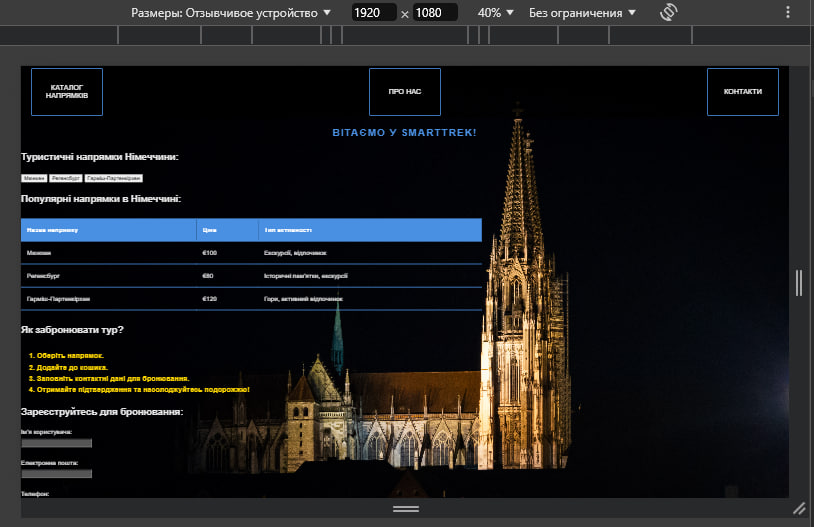 Размеры: Отзывчивое устройство ▼ 1920 × 1080 40% ▼ Без ограничения ▼
КАТАЛОГ НАПРЯМКІВ
ПРО НАС
КОНТАКТИ
ВІТАЄМО У SMARTTREK!
Туристичні напрямки Німеччини:
Мюнхен Регенсбург Гарміш-Партенкірхен
Популярні напрямки в Німеччині:
Назва напрямку Ціна Тип активності
Мюнхен €100 Екскурсії, відпочинок
Регенсбург €80 Історичні пам'ятки, екскурсії
Гарміш-Партенкірхен €120 Гори, активний відпочинок
Як забронювати тур?
1. Оберіть напрямок.
2. Додайте до кошика.
3. Заповніть контактні дані для бронювання.
4. Отримайте підтвердження та насолоджуйтесь подорожжю!
Зареєструйтесь для бронювання:
Ім'я користувача:
Електронна пошта:
Телефон: